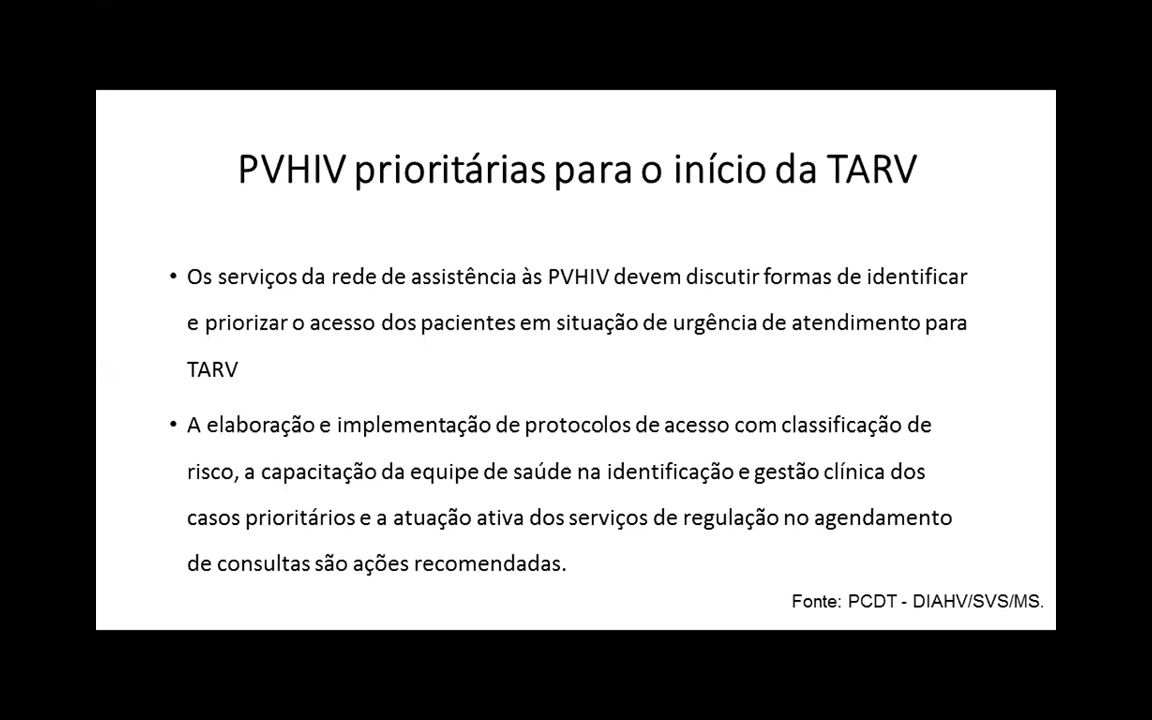 PVHIV prioritárias para o início da TARV
• Os serviços da rede de assistência às PVHIV devem discutir formas de identificar
e priorizar o acesso dos pacientes em situação de urgência de atendimento para
TARV
• A elaboração e implementação de protocolos de acesso com classificação de
risco, a capacitação da equipe de saúde na identificação e gestão clínica dos
casos prioritários e a atuação ativa dos serviços de regulação no agendamento
de consultas são ações recomendadas.
Fonte: PCDT - DIAHV/SVS/MS.